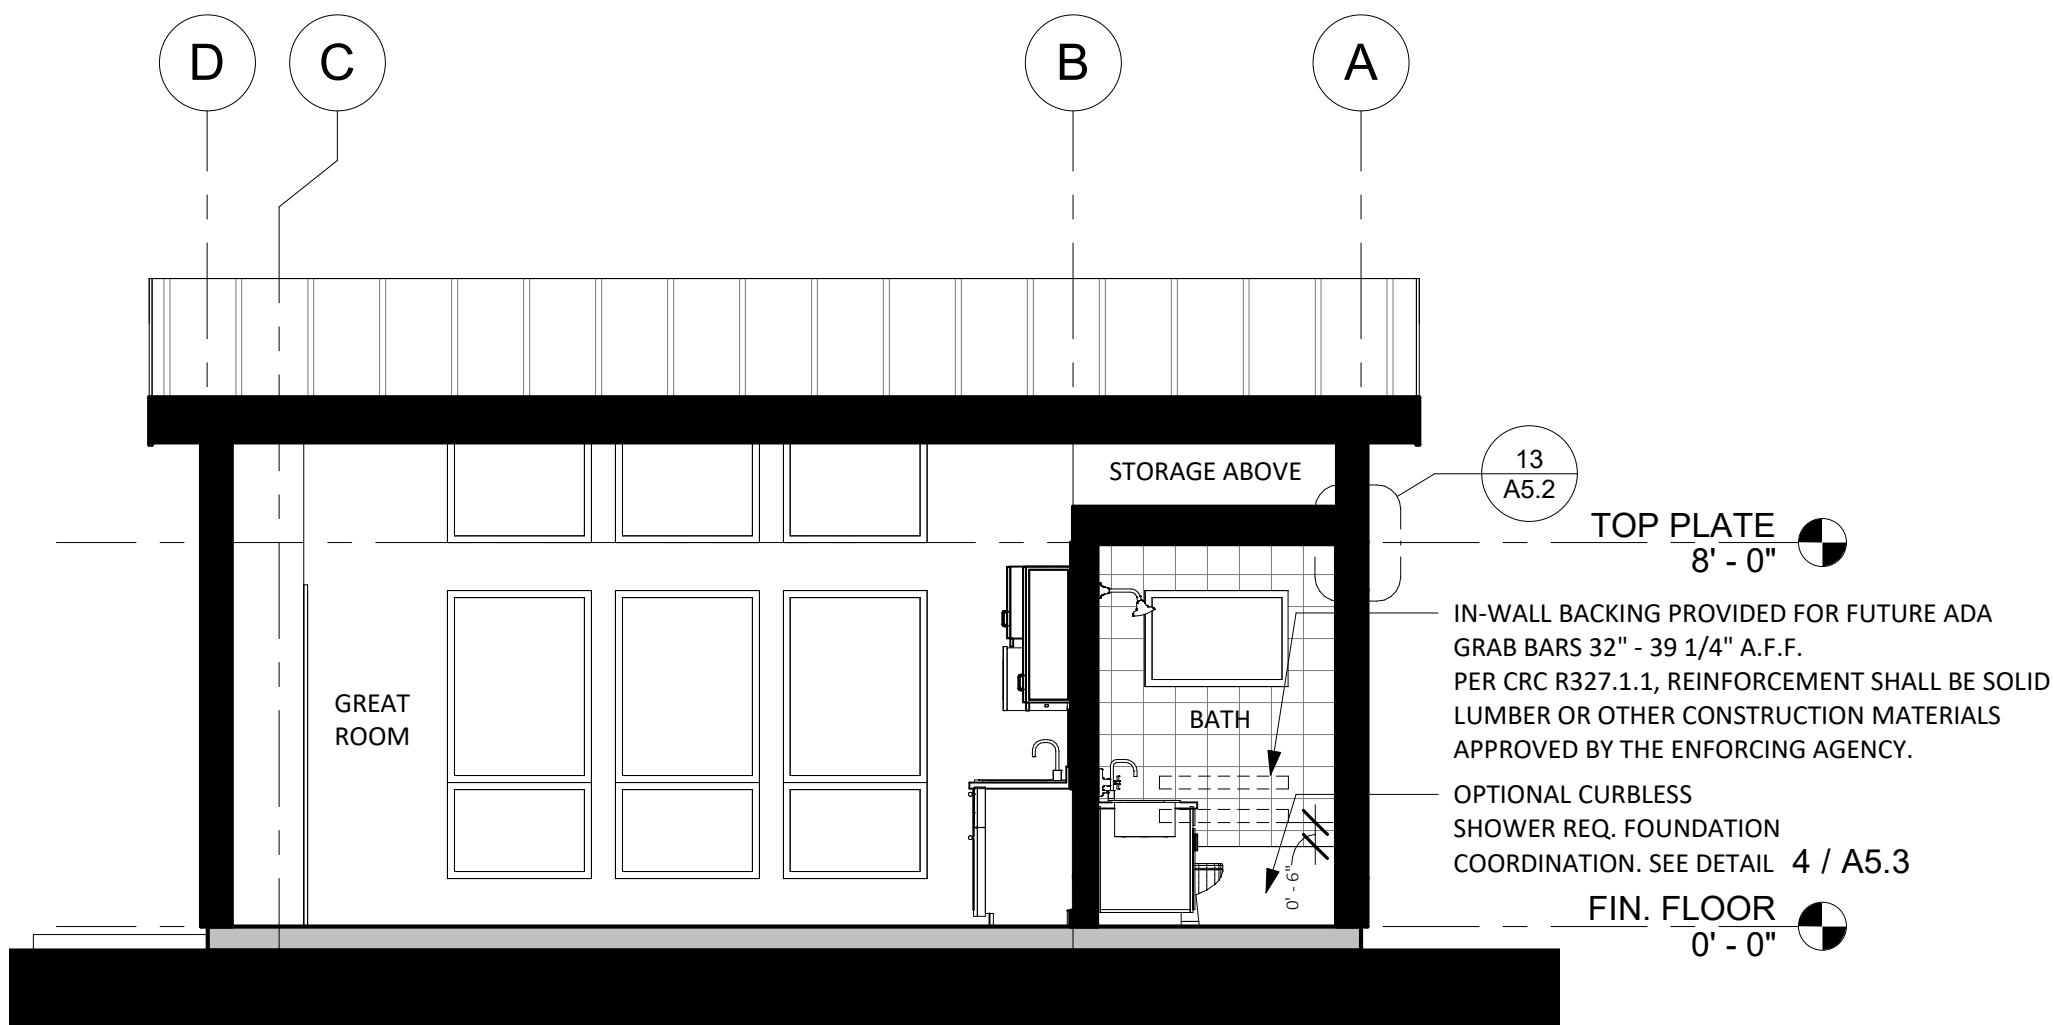 D
C
B
A
STORAGE ABOVE
13
A5.2
TOP PLATE
8' - 0"
IN-WALL BACKING PROVIDED FOR FUTURE ADA
GRAB BARS 32" - 39 1/4" A.F.F.
PER CRC R327.1.1, REINFORCEMENT SHALL BE SOLID
LUMBER OR OTHER CONSTRUCTION MATERIALS
APPROVED BY THE ENFORCING AGENCY.
GREAT
ROOM
BATH
OPTIONAL CURBLESS
SHOWER REQ. FOUNDATION
COORDINATION. SEE DETAIL 4 / A5.3
0' - 6"
FIN. FLOOR
0' - 0"